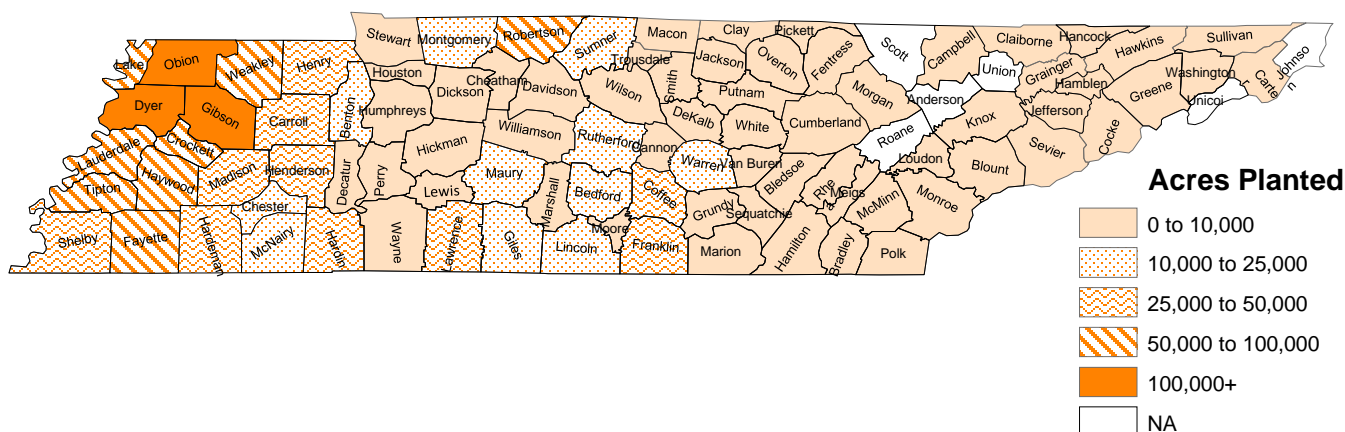 Stewart
Montgomery
Robertson
Sumner
Macon
Clay
Pickett
Scott
Campbell
Claiborne
Hancock
Hawkins
Sullivan
Johnso
n
Lake
Obion
Weakley
Henry
Houston
Cheatham
Davidson
Trousdale
Wilson
Smith
Jackson
Overton
Fentress
Union
Grainger
Hamblen
Greene
Washington
Carte
n
Unicoi
Dyer
Gibson
Carroll
Benton
Humphreys
Dickson
Putnam
Morgan
Anderson
Knox
Jefferson
Cocke
Lauderdale
Crockett
Haywood
Madison
Henderson
Decatur
Perry
Hickman
Williamson
Rutherford
Cannon
DeKalb
White
Cumberland
Roane
Loudon
Blount
Sevier
Tipton
Chester
Lewis
Maury
Marshall
Bedford
Coffee
Warren
Van Buren
Bledsoe
Rhe
a
Meigs
McMinn
Monroe
Shelby
Fayette
Hardeman
McNairy
Hardin
Wayne
Lawrence
Giles
Lincoln
Moore
Franklin
Grundy
Sequatchie
Marion
Hamilton
Bradley
Polk
Acres Planted
0 to 10,000
10,000 to 25,000
25,000 to 50,000
50,000 to 100,000
100,000+
NA